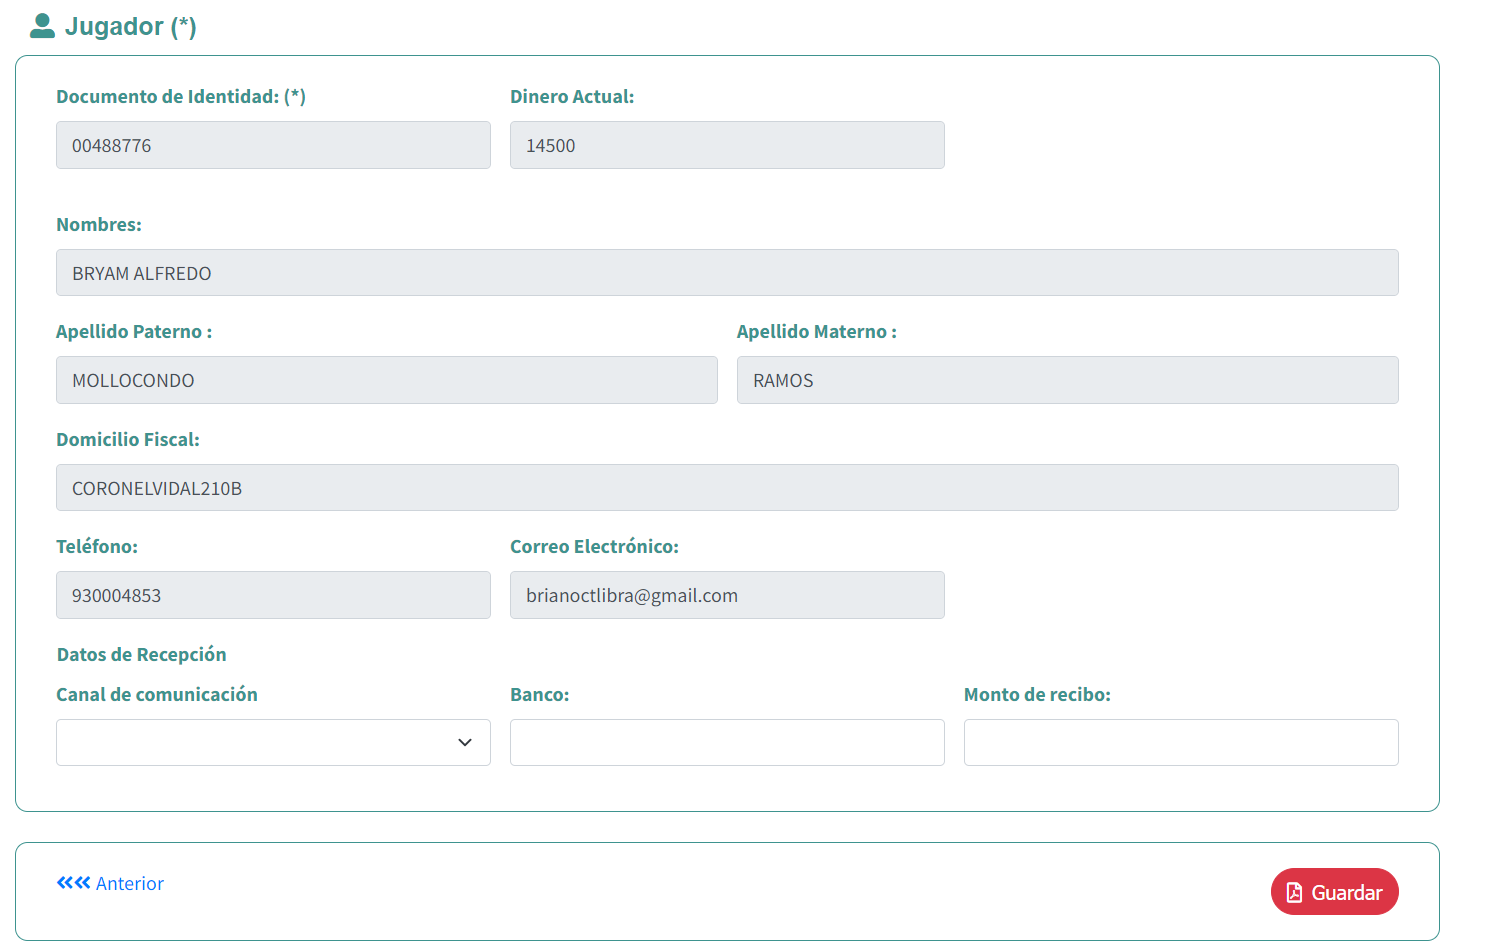 Jugador (*)
Documento de Identidad: (*) Dinero Actual:
00488776 14500
Nombres:
BRYAM ALFREDO
Apellido Paterno : Apellido Materno :
MOLLOCONDO RAMOS
Domicilio Fiscal:
CORONELVIDAL210B
Teléfono: Correo Electrónico:
930004853 brianoctlibra@gmail.com
Datos de Recepción
Canal de comunicación Banco: Monto de recibo:
Anterior Guardar